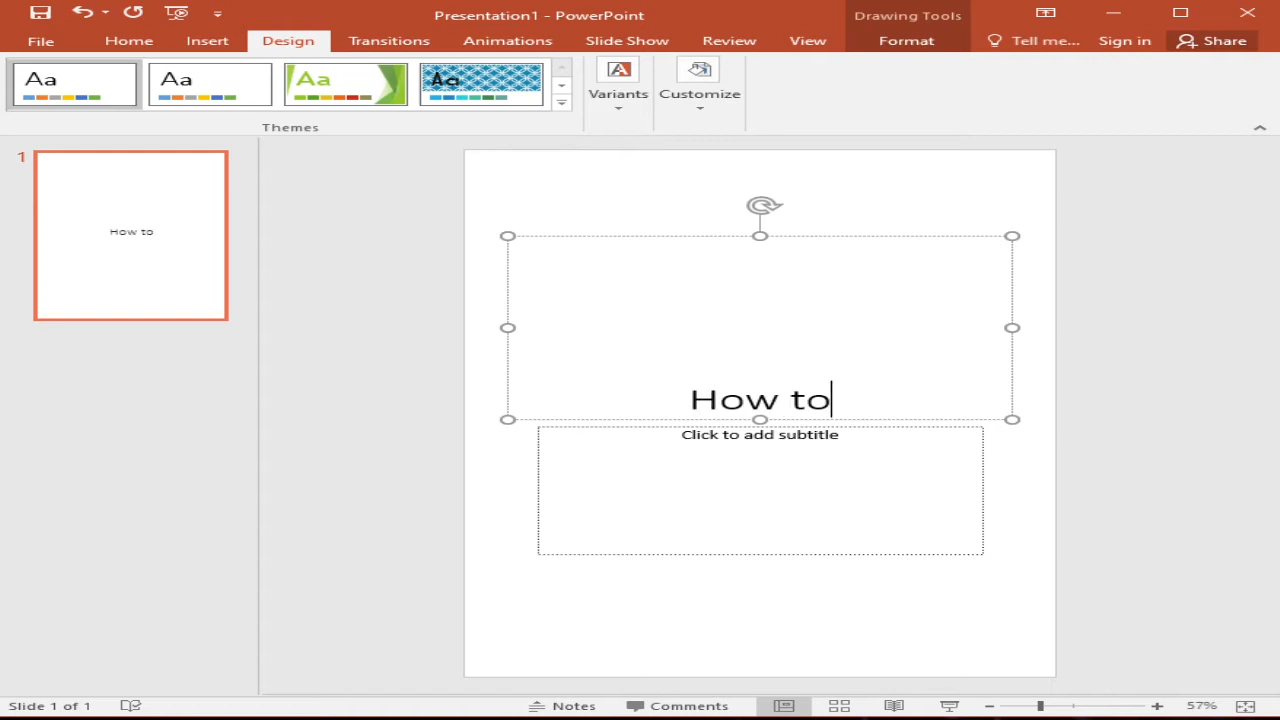 Presentation1 - PowerPoint
Drawing Tools
File
Home
Insert
Design
Transitions
Animations
Slide Show
Review
View
Format
Tell me...
Sign in
Share
Aa
Aa
Aa
Aa
Variants
Customize
Themes
1
How to
How to
Click to add subtitle
Slide 1 of 1
Notes
Comments
57%